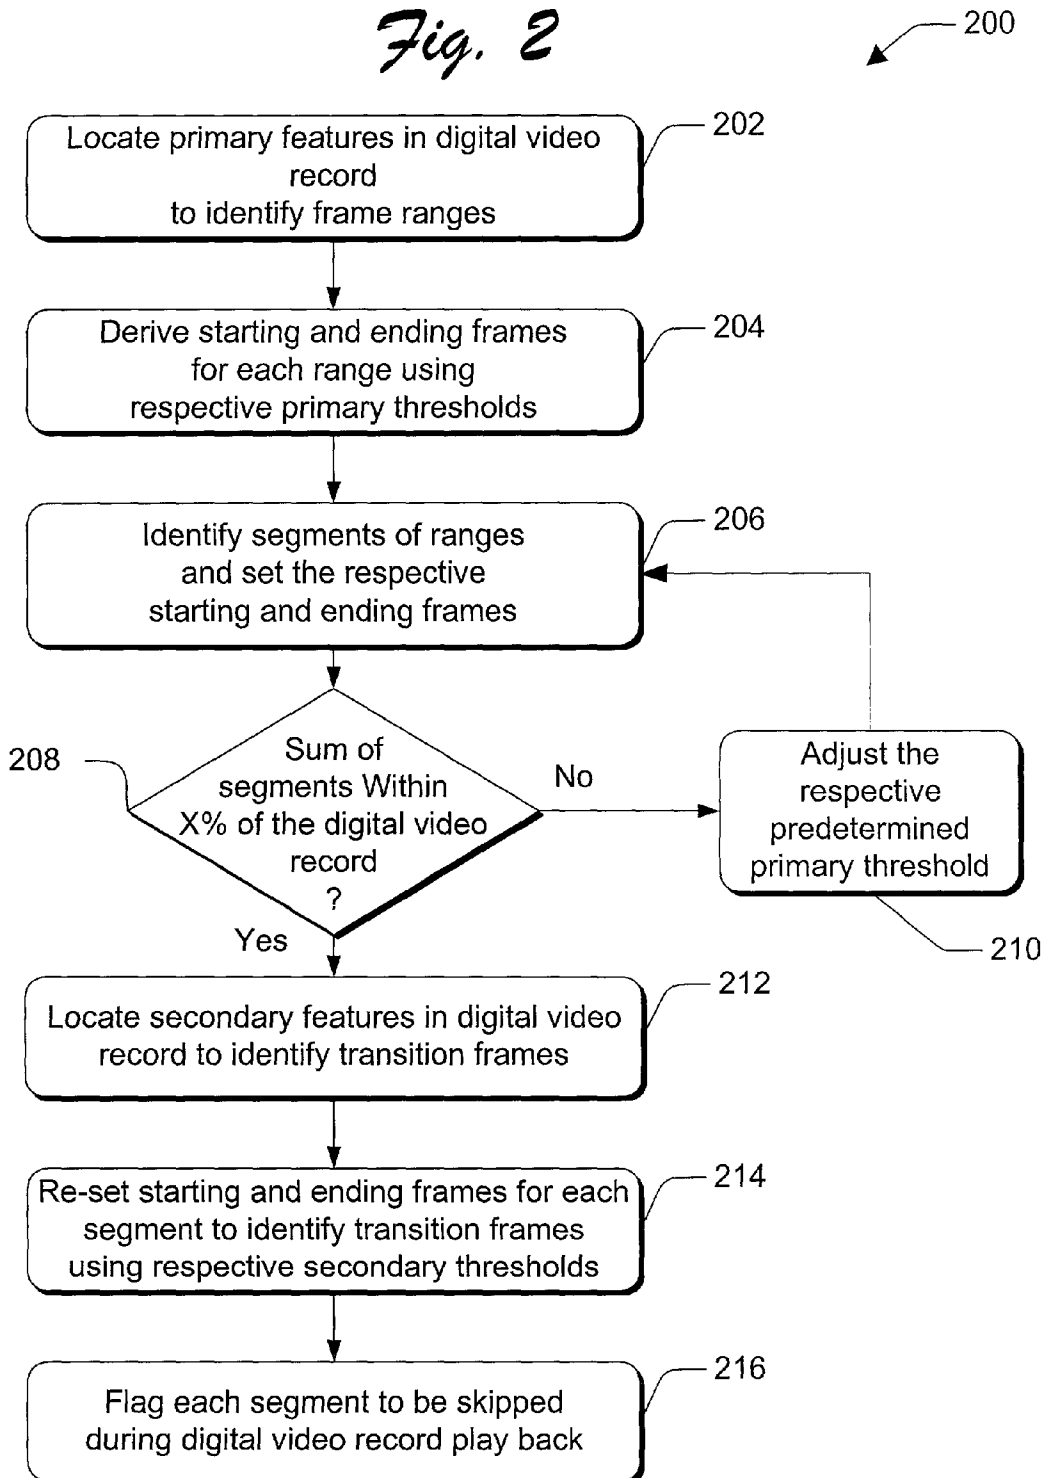 Fig. 2
200
Locate primary features in digital video
record
to identify frame ranges
202
Derive starting and ending frames
for each range using
respective primary thresholds
204
Identify segments of ranges
and set the respective
starting and ending frames
206
208
Sum of
segments Within
X% of the digital video
record
?
No
Yes
Adjust the
respective
predetermined
primary threshold
210
Locate secondary features in digital video
record to identify transition frames
212
Re-set starting and ending frames for each
segment to identify transition frames
using respective secondary thresholds
214
Flag each segment to be skipped
during digital video record play back
216